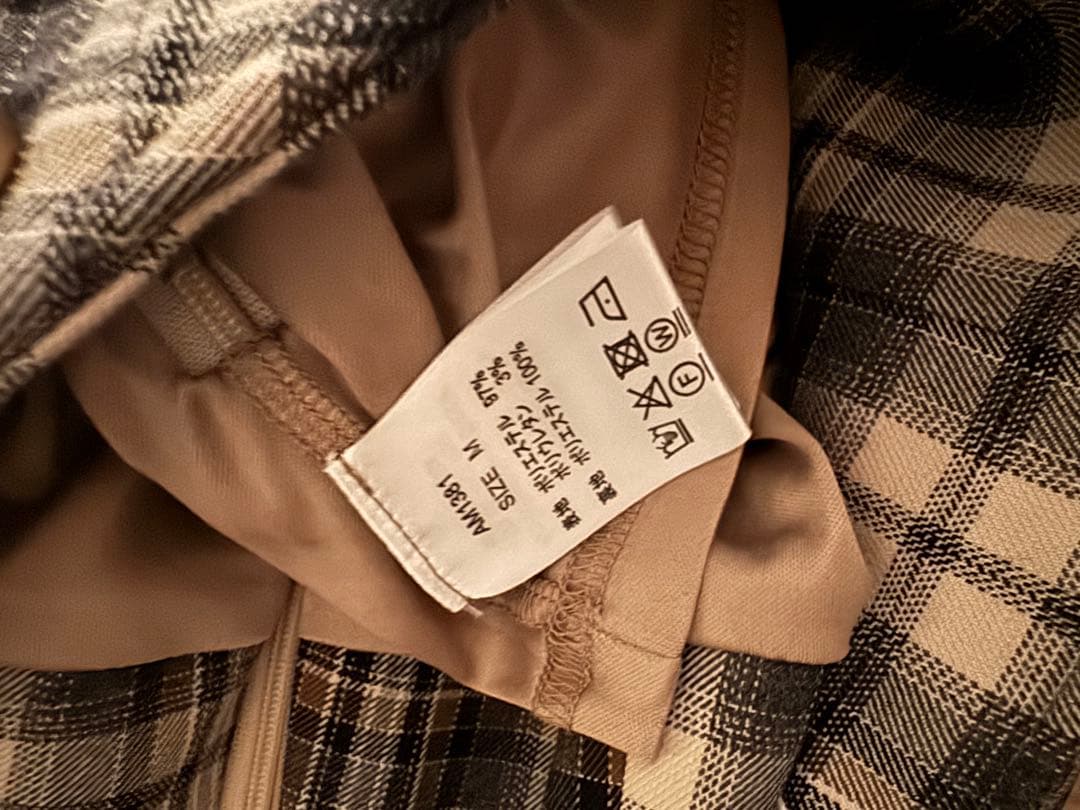 AM1381
SIZE M
表地 ポリエステル 97%
ポリウレタン 3%
裏地 ポリエステル 100%
W
F